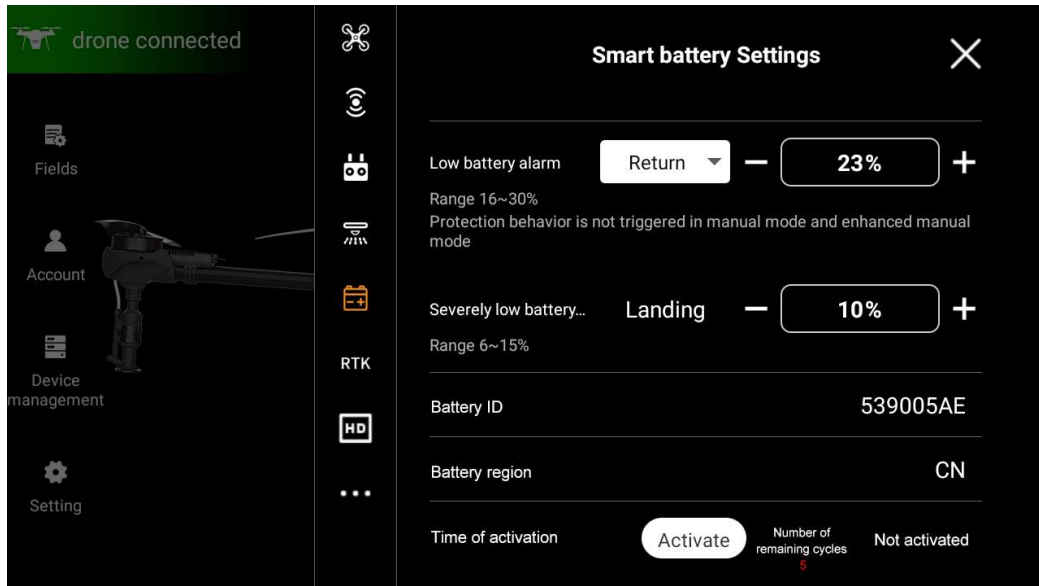 drone connected
Fields
Account
Device
management
Setting
RTK
HD
Smart battery Settings
Low battery alarm Return 23%
Range 16~30%
Protection behavior is not triggered in manual mode and enhanced manual
mode
Severely low battery... Landing 10%
Range 6~15%
Battery ID 539005AE
Battery region CN
Time of activation Activate Number of
remaining cycles
5 Not activated